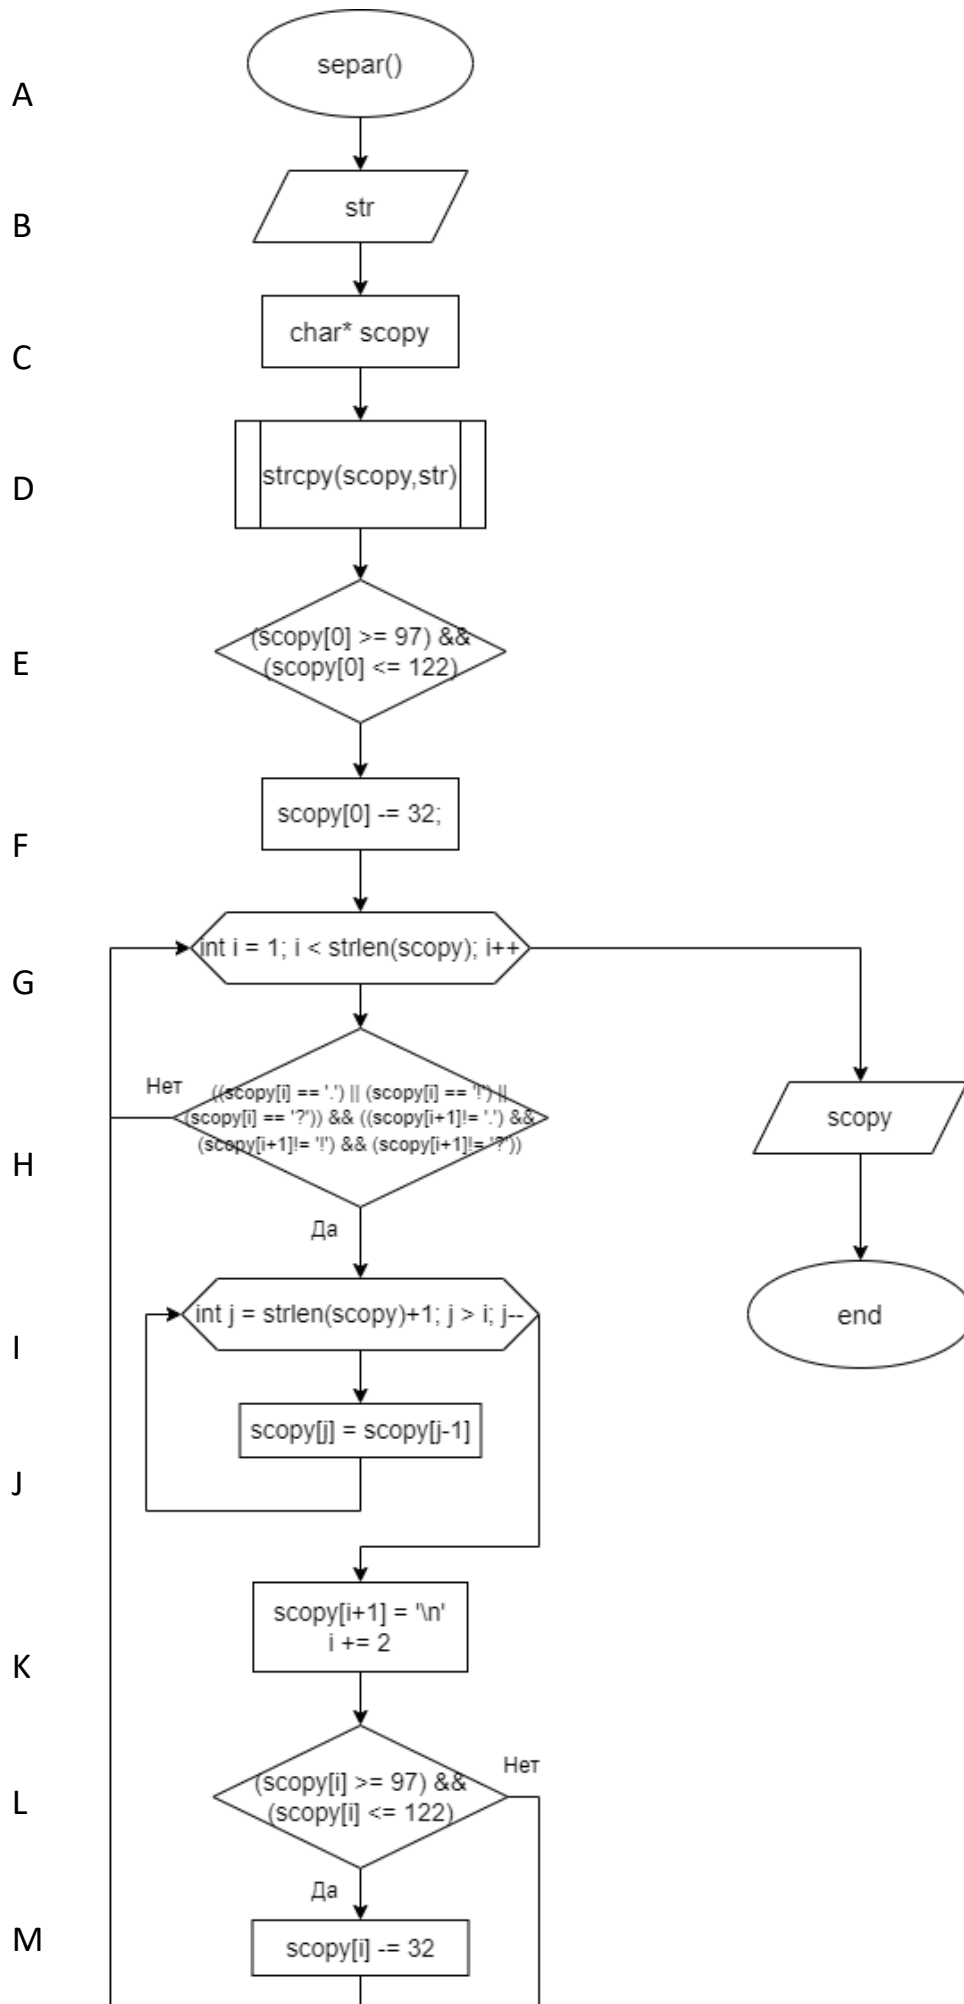 A
separ()
B
str
C
char* scopy
D
strcpy(scopy,str)
E
(scopy[0] >= 97) &&
(scopy[0] <= 122)
F
scopy[0] -= 32;
G
int i = 1; i < strlen(scopy); i++
H
Нет
((scopy[i] == '.') || (scopy[i] == '!') ||
(scopy[i] == '?')) && ((scopy[i+1]!= '.') &&
(scopy[i+1]!= '!') && (scopy[i+1]!= '?'))
scopy
Да
end
I
int j = strlen(scopy)+1; j > i; j--
J
scopy[j] = scopy[j-1]
K
scopy[i+1] = '\n'
i += 2
L
(scopy[i] >= 97) &&
(scopy[i] <= 122)
Нет
Да
M
scopy[i] -= 32